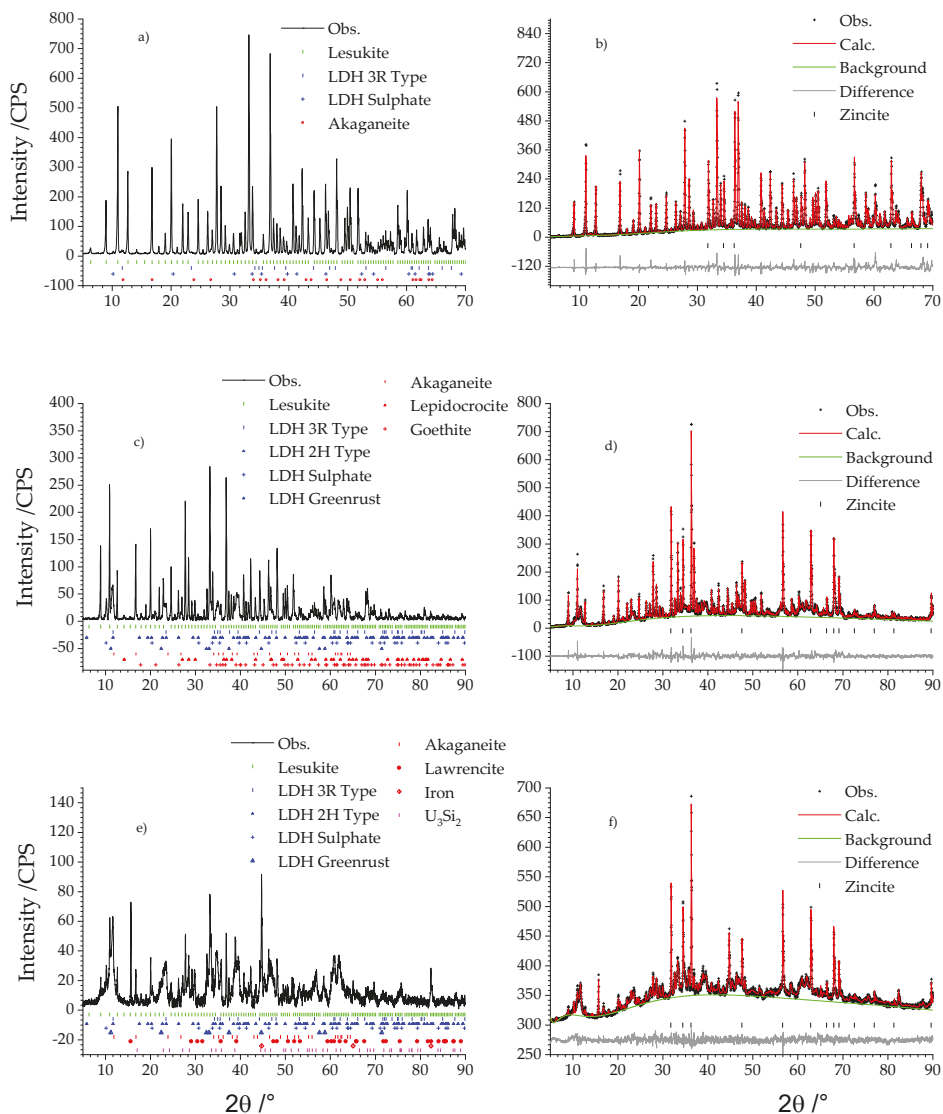 a)
Obs.
Lesukite
LDH 3R Type
LDH Sulphate
Akaganeite
Intensity /CPS
800
700
600
500
400
300
200
100
0
-100
10 20 30 40 50 60 70
b)
Obs.
Calc.
Background
Difference
Zincite
840
720
600
480
360
240
120
0
-120
10 20 30 40 50 60 70
c)
Obs.
Lesukite
LDH 3R Type
LDH 2H Type
LDH Sulphate
LDH Greenrust
Akaganeite
Lepidocrocite
Goethite
Intensity /CPS
400
350
300
250
200
150
100
50
0
-50
10 20 30 40 50 60 70 80 90
d)
Obs.
Calc.
Background
Difference
Zincite
800
700
600
500
400
300
200
100
0
-100
10 20 30 40 50 60 70 80 90
e)
Obs.
Lesukite
LDH 3R Type
LDH 2H Type
LDH Sulphate
LDH Greenrust
Akaganeite
Lawrencite
Iron
U₃Si₂
Intensity /CPS
140
120
100
80
60
40
20
0
-20
10 20 30 40 50 60 70 80 90
2θ /°
f)
Obs.
Calc.
Background
Difference
Zincite
700
650
600
550
500
450
400
350
300
250
10 20 30 40 50 60 70 80 90
2θ /°